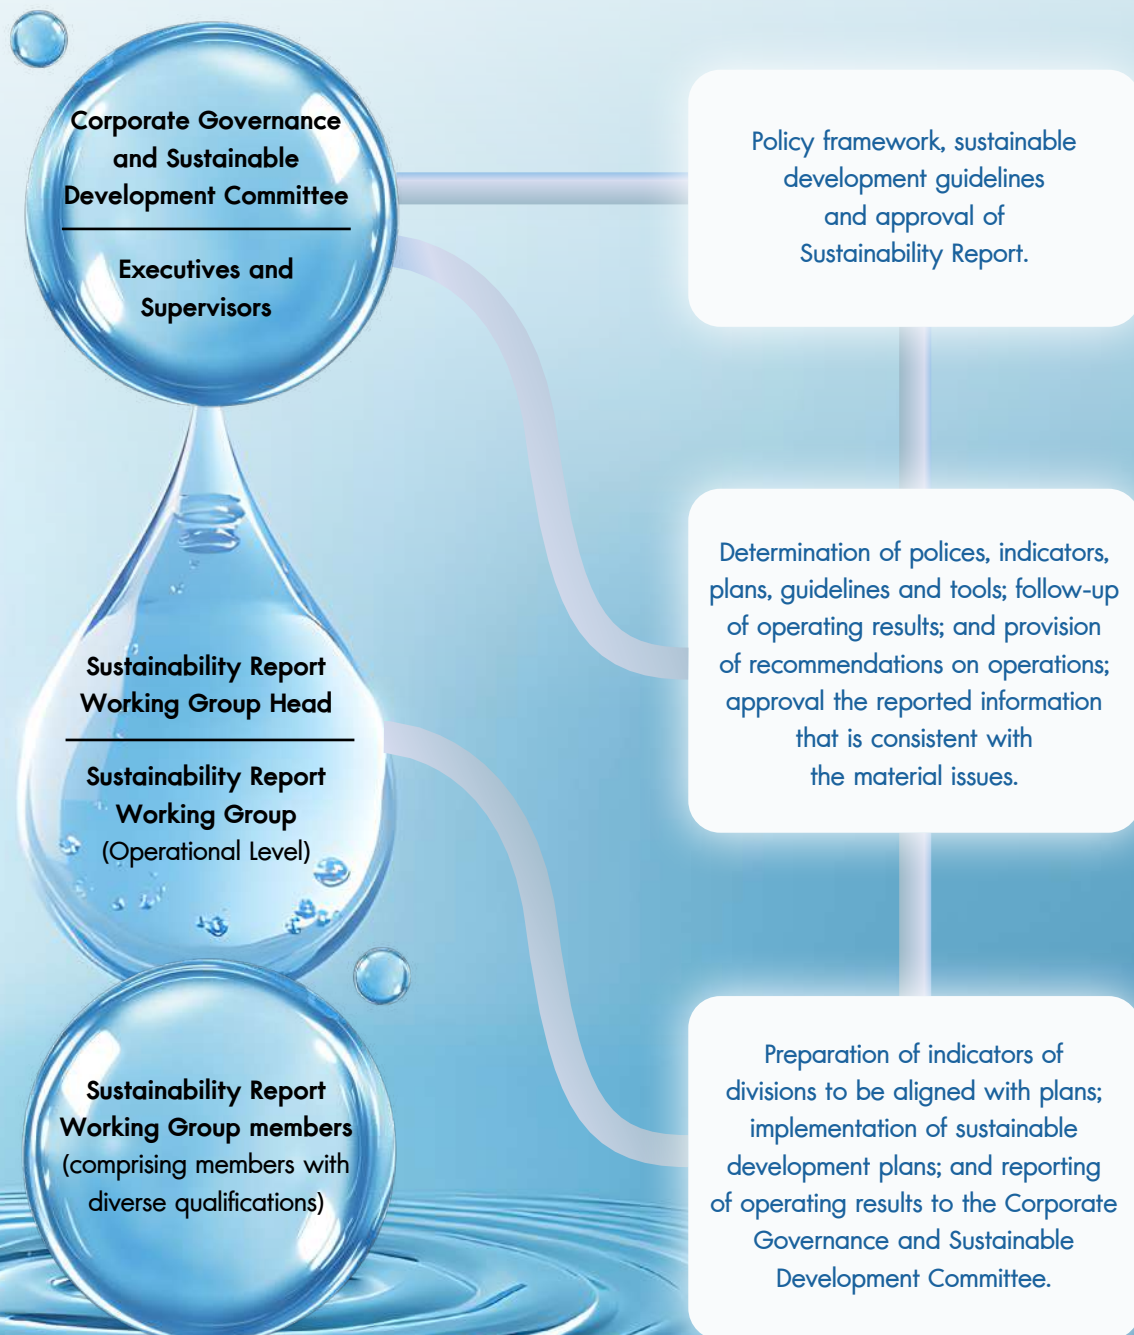 Corporate Governance
and Sustainable
Development Committee
Executives and
Supervisors
Policy framework, sustainable
development guidelines
and approval of
Sustainability Report.
Sustainability Report
Working Group Head
Sustainability Report
Working Group
(Operational Level)
Determination of polices, indicators,
plans, guidelines and tools; follow-up
of operating results; and provision
of recommendations on operations;
approval the reported information
that is consistent with
the material issues.
Sustainability Report
Working Group members
(comprising members with
diverse qualifications)
Preparation of indicators of
divisions to be aligned with plans;
implementation of sustainable
development plans; and reporting
of operating results to the Corporate
Governance and Sustainable
Development Committee.